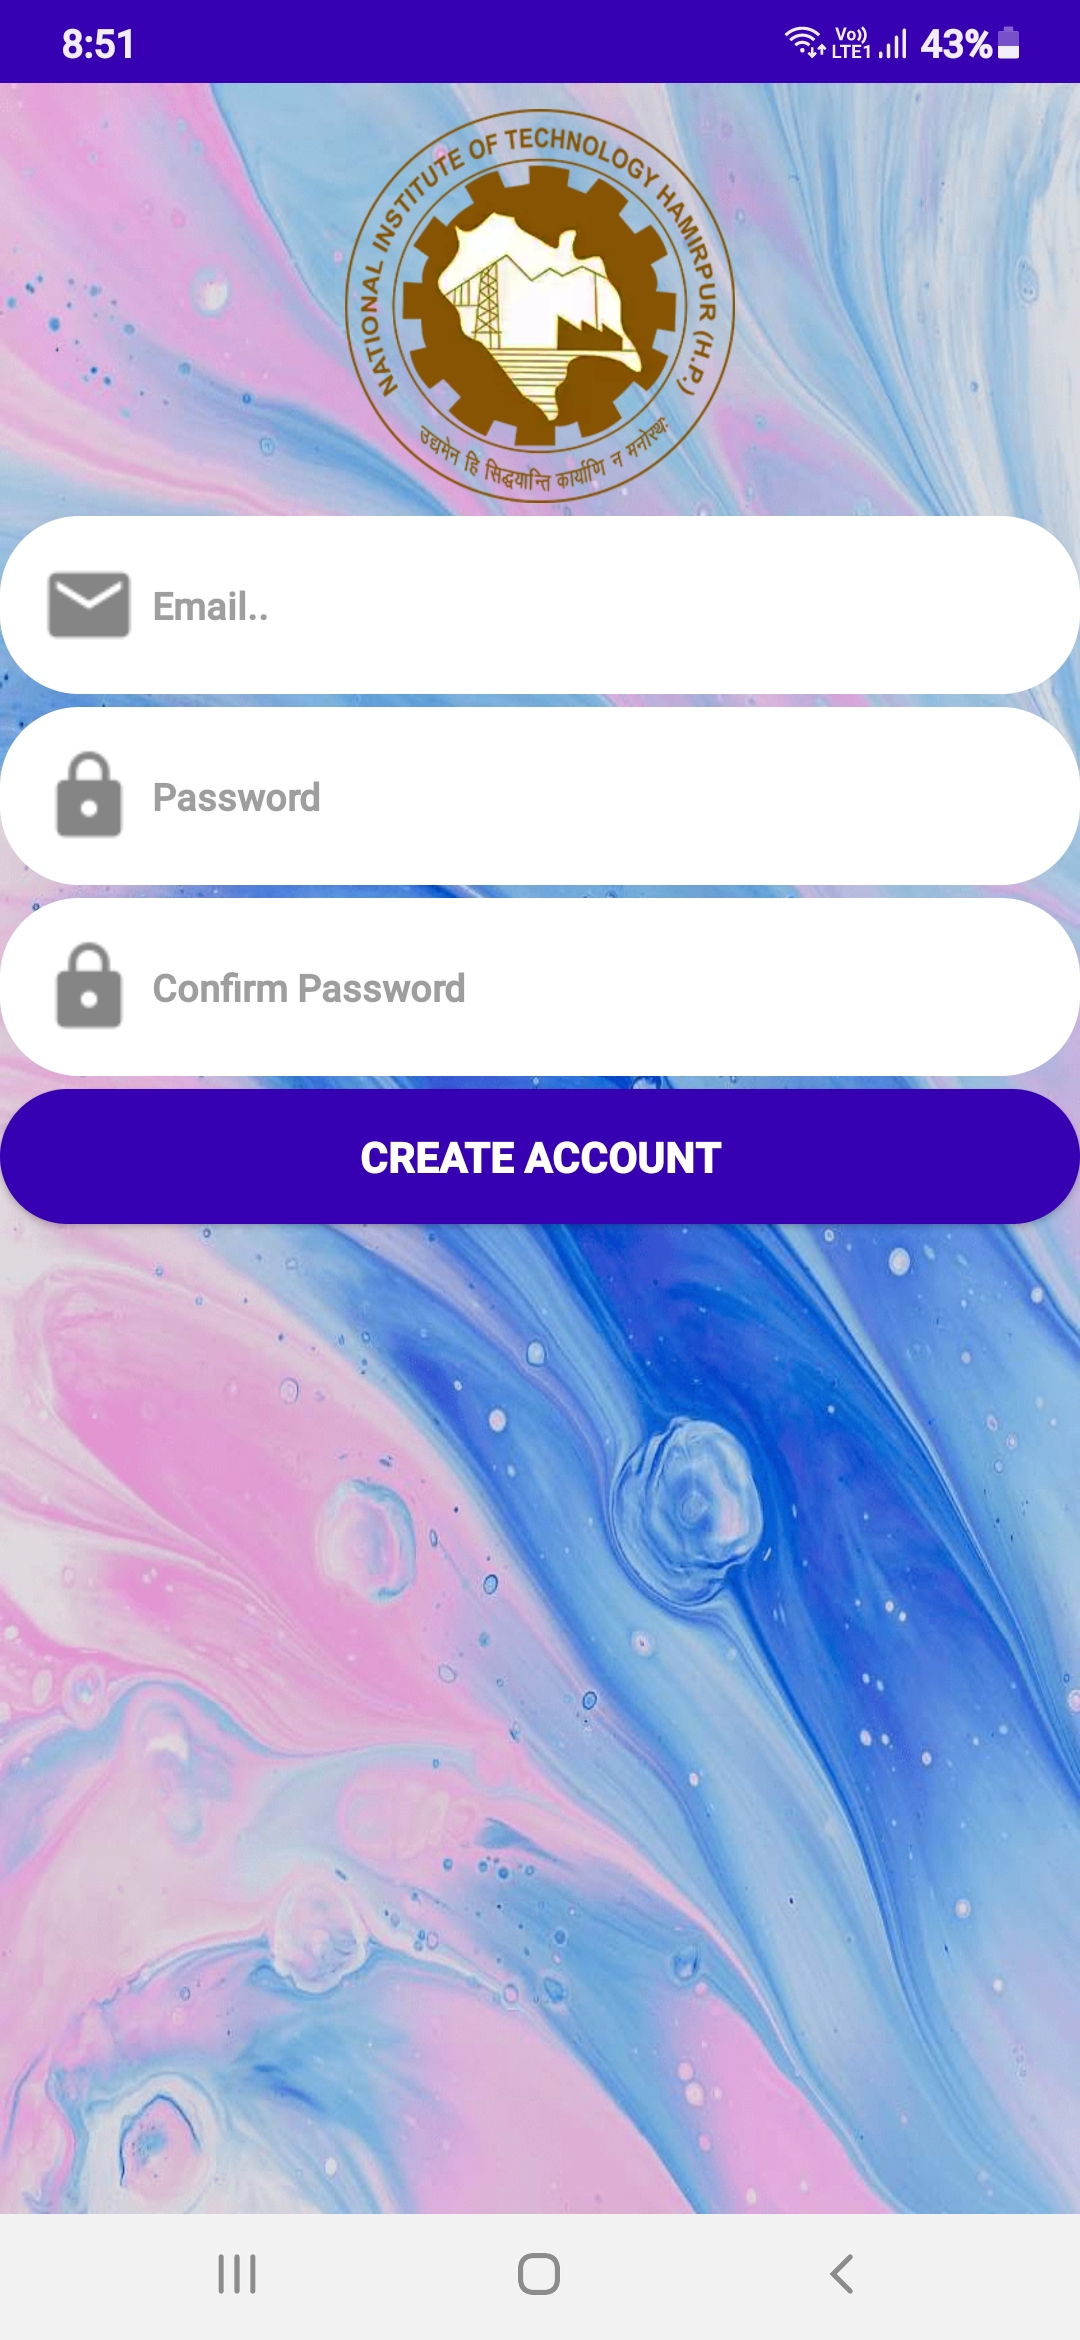 8:51
Vo)) LTE1 43%
NATIONAL INSTITUTE OF TECHNOLOGY HAMIRPUR (H.P.)
उद्यमेन हि सिद्धयान्ति कार्याणि न मनोरथः
Email..
Password
Confirm Password
CREATE ACCOUNT